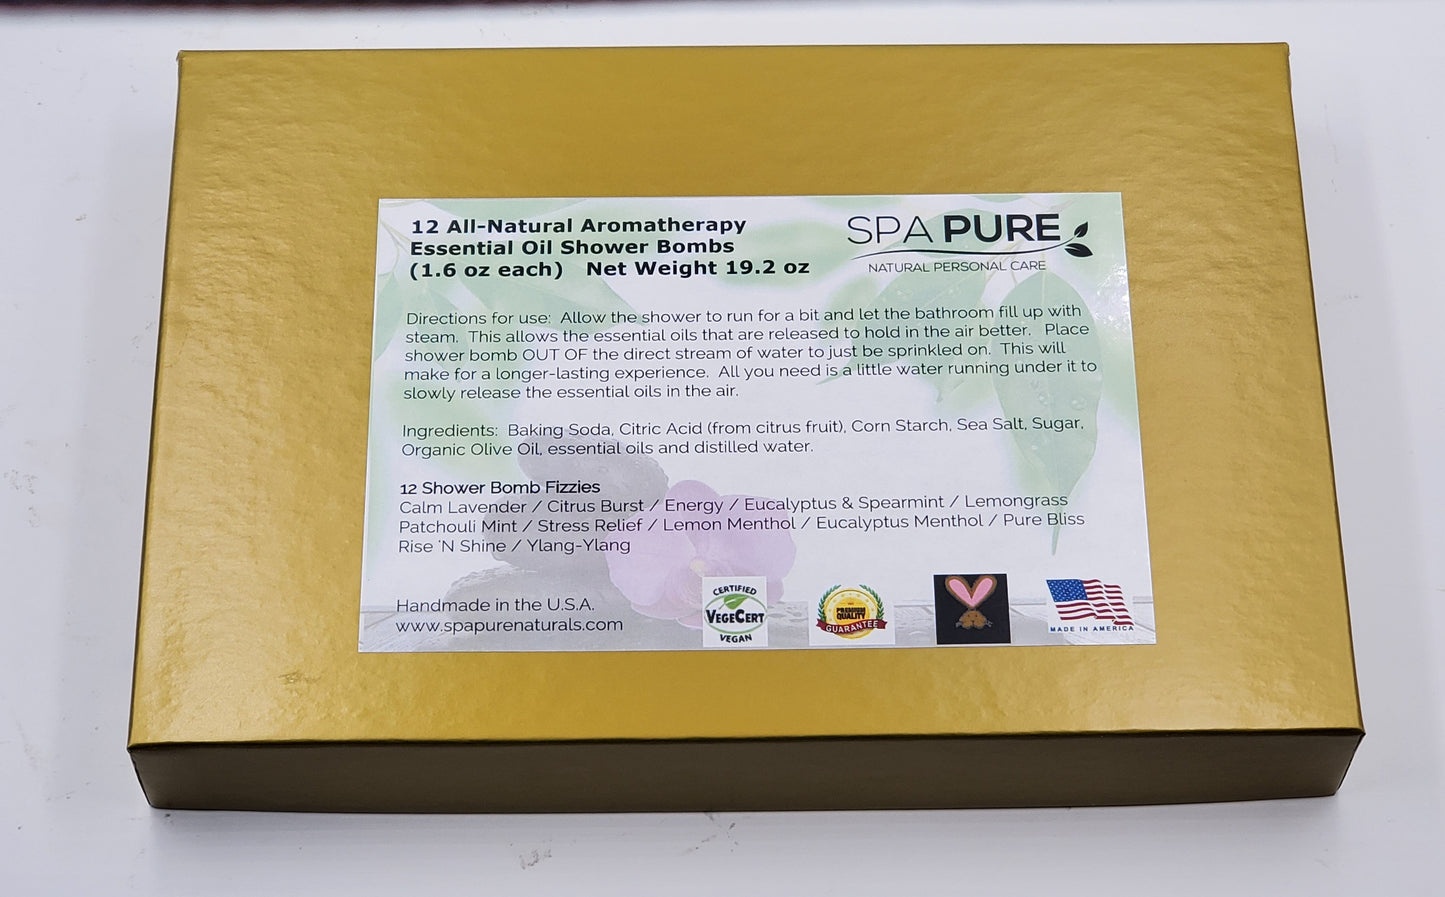 12 All-Natural Aromatherapy
Essential Oil Shower Bombs
(1.6 oz each)   Net Weight 19.2 oz
SPA PURE
NATURAL PERSONAL CARE
Directions for use:  Allow the shower to run for a bit and let the bathroom fill up with
steam.  This allows the essential oils that are released to hold in the air better.   Place
shower bomb OUT OF the direct stream of water to just be sprinkled on.  This will
make for a longer-lasting experience.  All you need is a little water running under it to
slowly release the essential oils in the air.
Ingredients:  Baking Soda, Citric Acid (from citrus fruit), Corn Starch, Sea Salt, Sugar,
Organic Olive Oil, essential oils and distilled water.
12 Shower Bomb Fizzies
Calm Lavender / Citrus Burst / Energy / Eucalyptus & Spearmint / Lemongrass
Patchouli Mint / Stress Relief / Lemon Menthol / Eucalyptus Menthol / Pure Bliss
Rise 'N Shine / Ylang-Ylang
Handmade in the U.S.A.
www.spapurenaturals.com
CERTIFIED
VEGECERT
VEGAN
PREMIUM
QUALITY
GUARANTEE
MADE IN AMERICA